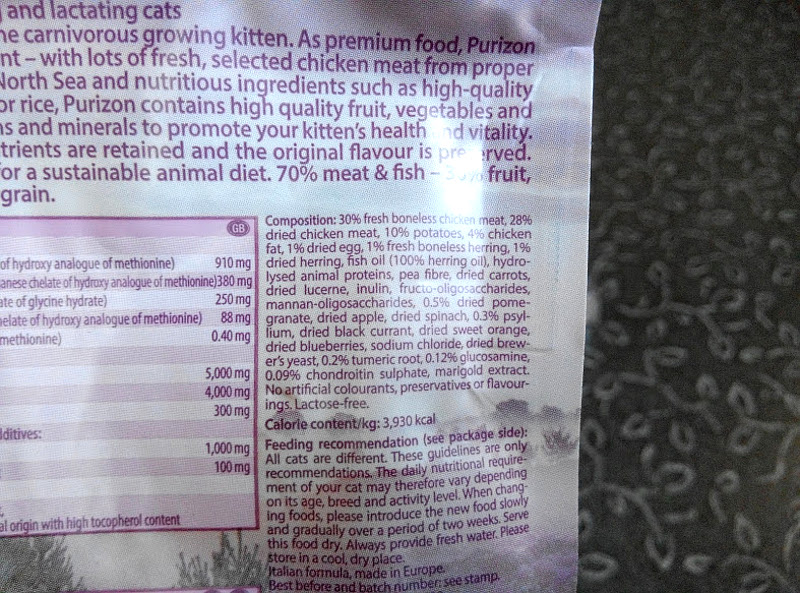 and lactating cats
he carnivorous growing kitten. As premium food, Purizon
nt – with lots of fresh, selected chicken meat from proper
North Sea and nutritious ingredients such as high-quality
or rice, Purizon contains high quality fruit, vegetables and
ns and minerals to promote your kitten's health and vitality.
trients are retained and the original flavour is preserved.
for a sustainable animal diet. 70% meat & fish – 30% fruit,
grain.
GB
of hydroxy analogue of methionine) 910 mg
anese chelate of hydroxy analogue of methionine) 380 mg
ate of glycine hydrate) 250 mg
elate of hydroxy analogue of methionine) 88 mg
methionine) 0.40 mg
5,000 mg
4,000 mg
300 mg
dditives:
1,000 mg
100 mg
al origin with high tocopherol content
Composition: 30% fresh boneless chicken meat, 28%
dried chicken meat, 10% potatoes, 4% chicken
fat, 1% dried egg, 1% fresh boneless herring, 1%
dried herring, fish oil (100% herring oil), hydro-
lysed animal proteins, pea fibre, dried carrots,
dried lucerne, inulin, fructo-oligosaccharides,
mannan-oligosaccharides, 0.5% dried pome-
granate, dried apple, dried spinach, 0.3% psyl-
lium, dried black currant, dried sweet orange,
dried blueberries, sodium chloride, dried brew-
er's yeast, 0.2% tumeric root, 0.12% glucosamine,
0.09% chondroitin sulphate, marigold extract.
No artificial colourants, preservatives or flavour-
ings. Lactose-free.
Calorie content/kg: 3,930 kcal
Feeding recommendation (see package side):
All cats are different. These guidelines are only
recommendations. The daily nutritional require-
ment of your cat may therefore vary depending
on its age, breed and activity level. When chang-
ing foods, please introduce the new food slowly
and gradually over a period of two weeks. Serve
this food dry. Always provide fresh water. Please
store in a cool, dry place.
Italian formula, made in Europe.
Best before and batch number: see stamp.